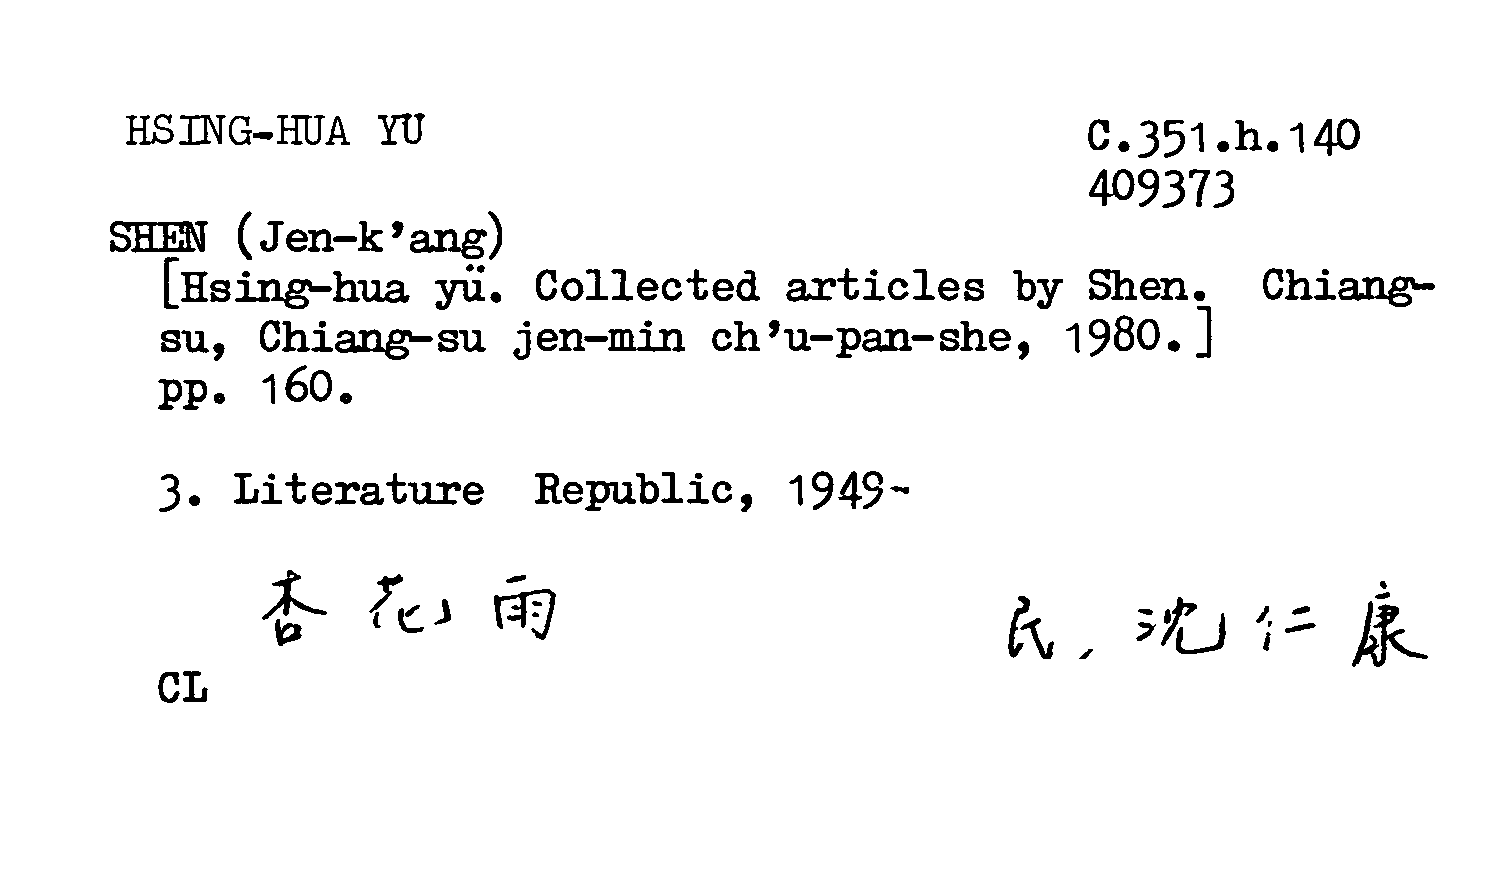 HSING-HUA YU
C.351.h.140
409373
SHEN (Jen-k'ang)
[Hsing-hua yü. Collected articles by Shen. Chiang-
su, Chiang-su jen-min ch'u-pan-she, 1980.]
pp. 160.
3. Literature Republic, 1949-
杏花雨
民, 沈仁康
CL